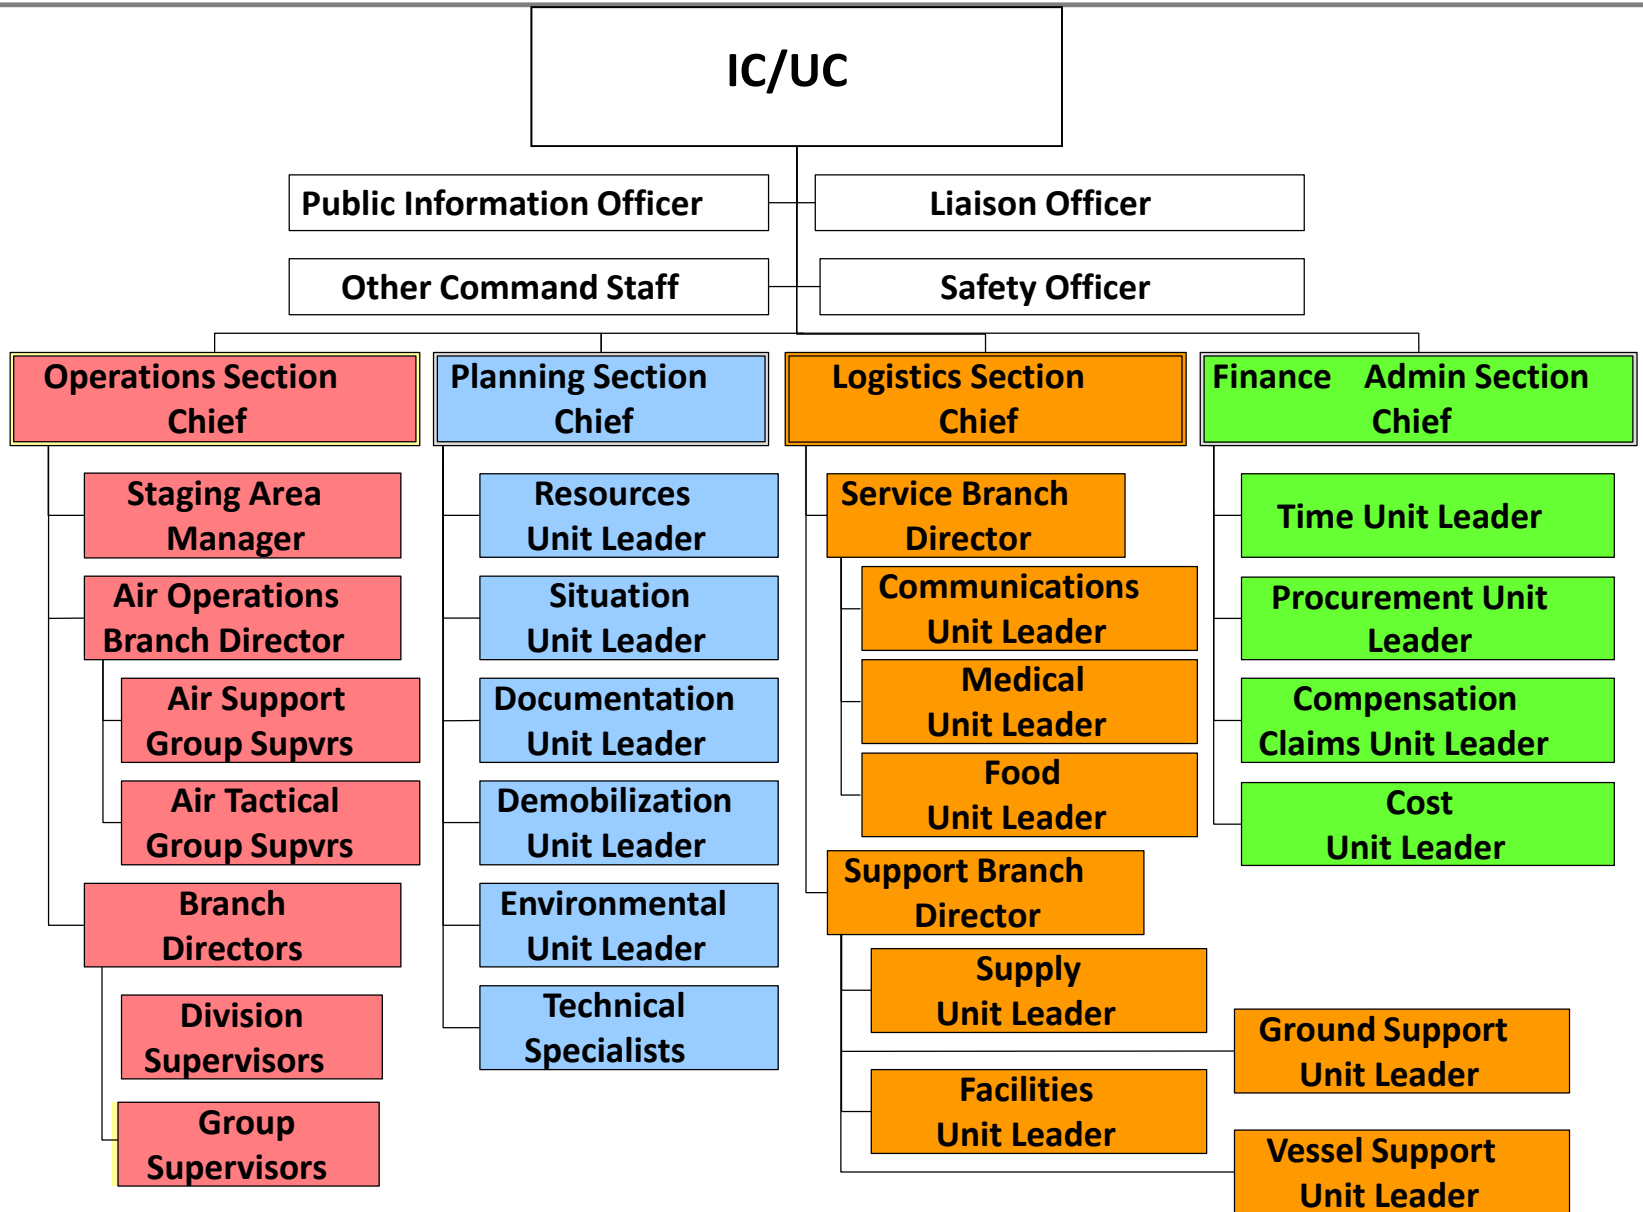 IC/UC
Public Information Officer
Liaison Officer
Other Command Staff
Safety Officer
Operations Section
Chief
Staging Area
Manager
Air Operations
Branch Director
Air Support
Group Supvrs
Air Tactical
Group Supvrs
Branch
Directors
Division
Supervisors
Group
Supervisors
Planning Section
Chief
Resources
Unit Leader
Situation
Unit Leader
Documentation
Unit Leader
Demobilization
Unit Leader
Environmental
Unit Leader
Technical
Specialists
Logistics Section
Chief
Service Branch
Director
Communications
Unit Leader
Medical
Unit Leader
Food
Unit Leader
Support Branch
Director
Supply
Unit Leader
Ground Support
Unit Leader
Facilities
Unit Leader
Vessel Support
Unit Leader
Finance Admin Section
Chief
Time Unit Leader
Procurement Unit
Leader
Compensation
Claims Unit Leader
Cost
Unit Leader